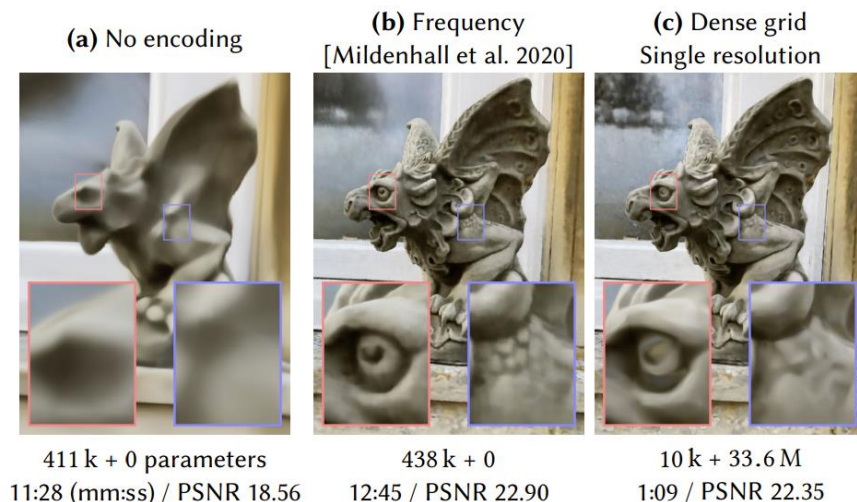 (a) No encoding
(b) Frequency
[Mildenhall et al. 2020]
(c) Dense grid
Single resolution
411 k + 0 parameters
11:28 (mm:ss) / PSNR 18.56
438 k + 0
12:45 / PSNR 22.90
10 k + 33.6 M
1:09 / PSNR 22.35